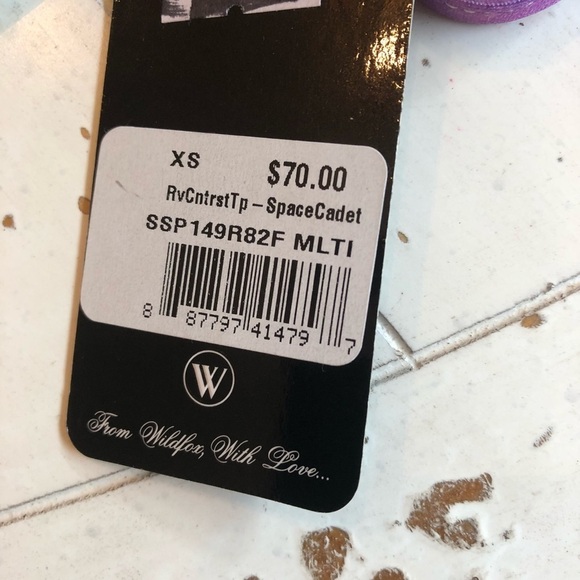 XS $70.00
RvCntrstTp-SpaceCadet
SSP149R82F MLTI
8 87797 41479 7
W
From Wildfox, With Love...